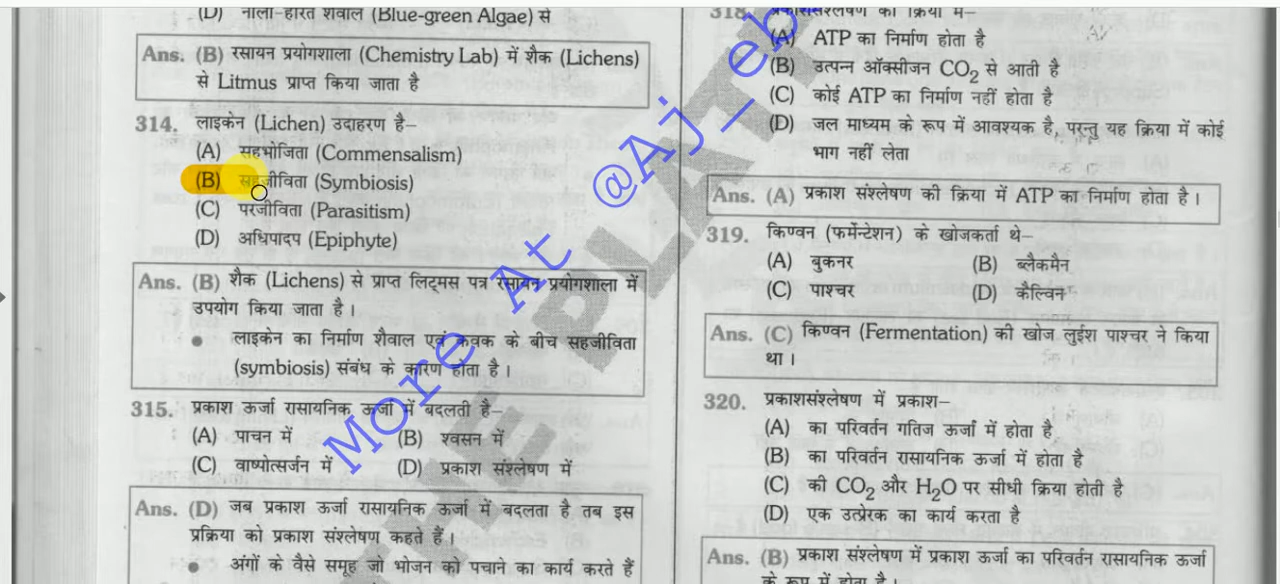 (D) नीला-हरित शैवाल (Blue-green Algae) से
Ans. (B) रसायन प्रयोगशाला (Chemistry Lab) में शैक (Lichens)
से Litmus प्राप्त किया जाता है
314. लाइकेन (Lichen) उदाहरण है–
(A) सहभोजिता (Commensalism)
(B) सहजीविता (Symbiosis)
(C) परजीविता (Parasitism)
(D) अधिपादप (Epiphyte)
Ans. (B) शैक (Lichens) से प्राप्त लिट्मस पत्र रसायन प्रयोगशाला में
उपयोग किया जाता है।
● लाइकेन का निर्माण शैवाल एवं कवक के बीच सहजीविता
(symbiosis) संबंध के कारण होता है।
315. प्रकाश ऊर्जा रासायनिक ऊर्जा में बदलती है–
(A) पाचन में (B) श्वसन में
(C) वाष्पोत्सर्जन में (D) प्रकाश संश्लेषण में
Ans. (D) जब प्रकाश ऊर्जा रासायनिक ऊर्जा में बदलता है तब इस
प्रक्रिया को प्रकाश संश्लेषण कहते हैं।
● अंगों के वैसे समूह जो भोजन को पचाने का कार्य करते हैं
318. प्रकाशसंश्लेषण की क्रिया में–
(A) ATP का निर्माण होता है
(B) उत्पन्न ऑक्सीजन CO₂ से आती है
(C) कोई ATP का निर्माण नहीं होता है
(D) जल माध्यम के रूप में आवश्यक है, परन्तु यह क्रिया में कोई
भाग नहीं लेता
Ans. (A) प्रकाश संश्लेषण की क्रिया में ATP का निर्माण होता है।
319. किण्वन (फर्मेन्टेशन) के खोजकर्ता थे–
(A) बुकनर (B) ब्लैकमैन
(C) पाश्चर (D) कैल्विन
Ans. (C) किण्वन (Fermentation) की खोज लुईश पाश्चर ने किया
था।
320. प्रकाशसंश्लेषण में प्रकाश–
(A) का परिवर्तन गतिज ऊर्जा में होता है
(B) का परिवर्तन रासायनिक ऊर्जा में होता है
(C) की CO₂ और H₂O पर सीधी क्रिया होती है
(D) एक उत्प्रेरक का कार्य करता है
Ans. (B) प्रकाश संश्लेषण में प्रकाश ऊर्जा का परिवर्तन रासायनिक ऊर्जा
के रूप में होता है।
More At @Aj_eb
THE PLAT